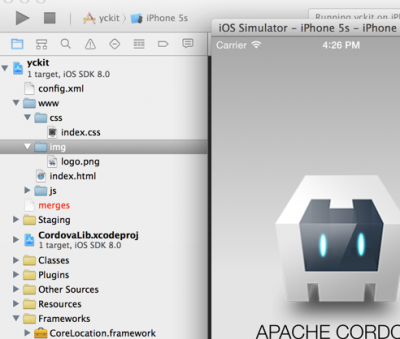 yckit
iPhone 5s
Running yckit on iP
iOS Simulator - iPhone 5s - iPhone
Carrier
4:26 PM
yckit
1 target, iOS SDK 8.0
config.xml
www
css
index.css
img
logo.png
index.html
js
merges
Staging
CordovaLib.xcodeproj
1 target, iOS SDK 8.0
Classes
Plugins
Other Sources
Resources
Frameworks
CoreLocation.framework
APACHE CORDO